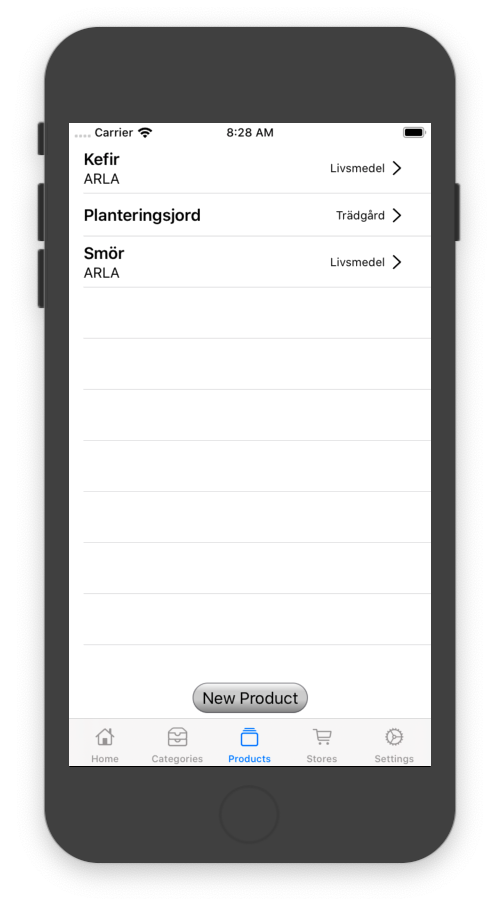 Carrier 8:28 AM
Kefir
ARLA
Livsmedel
Planteringsjord
Trädgård
Smör
ARLA
Livsmedel
New Product
Home Categories Products Stores Settings